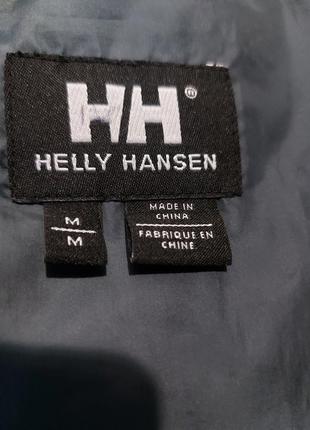 HH®
HELLY HANSEN
M
M
MADE IN
CHINA
FABRIQUE EN
CHINE